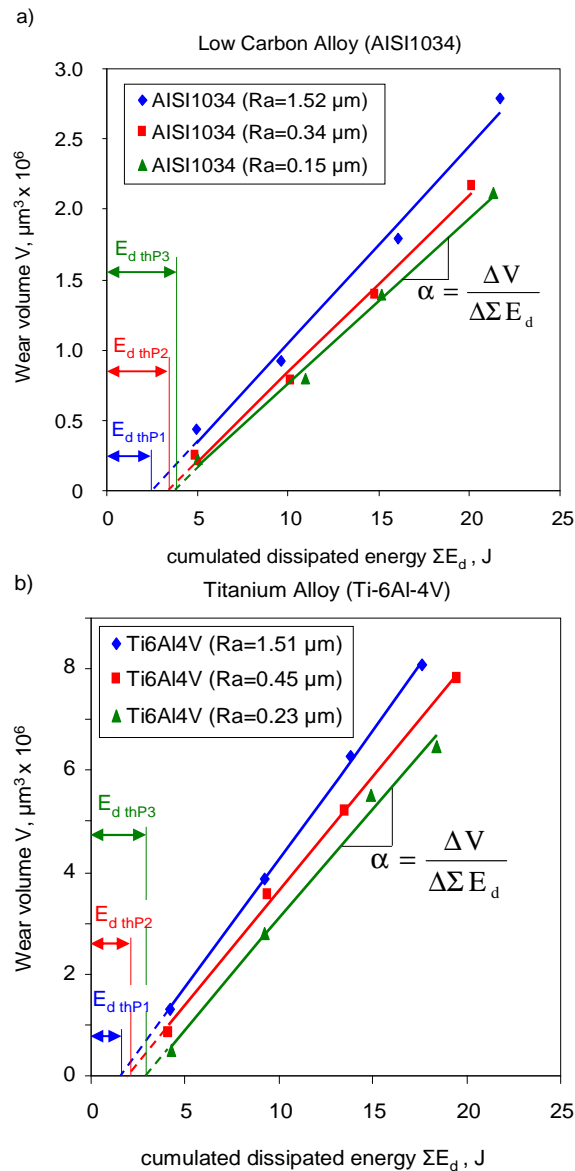 a)
Low Carbon Alloy (AISI1034)
3.0
2.5
2.0
1.5
1.0
0.5
0
AISI1034 (Ra=1.52 µm)
AISI1034 (Ra=0.34 µm)
AISI1034 (Ra=0.15 µm)
E d thP3
E d thP2
E d thP1
α = ΔV / ΔΣ E d
Wear volume V, µm³ x 10⁶
0 5 10 15 20 25
cumulated dissipated energy ΣE d , J
b)
Titanium Alloy (Ti-6Al-4V)
8
6
4
2
0
Ti6Al4V (Ra=1.51 µm)
Ti6Al4V (Ra=0.45 µm)
Ti6Al4V (Ra=0.23 µm)
E d thP3
E d thP2
E d thP1
α = ΔV / ΔΣ E d
Wear volume V, µm³ x 10⁶
0 5 10 15 20
cumulated dissipated energy ΣE d , J